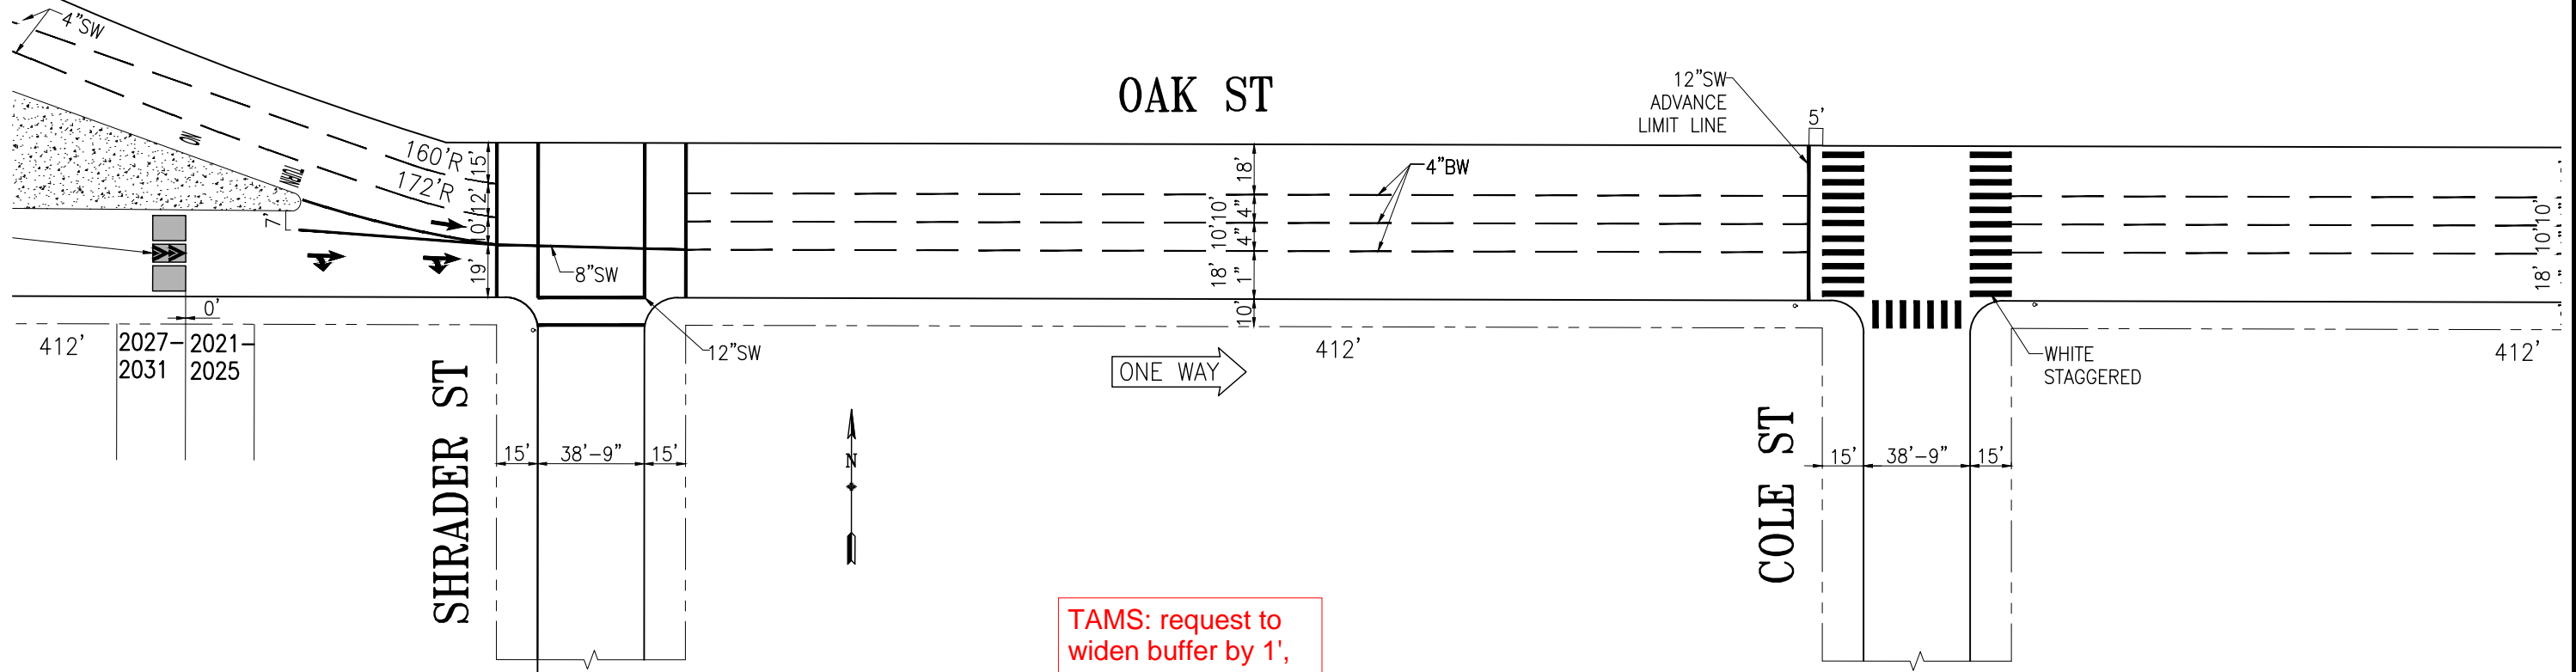 4"SW
OAK ST
12"SW
ADVANCE
LIMIT LINE
5'
160'R
172'R
15'
12'
10'
19'
7'
NO
8"SW
12"SW
18'
10'10'
4" 4"
18' 1"
10'
4"BW
10'10'
18'
0'
412'
2027-
2031
2021-
2025
412'
ONE WAY
WHITE
STAGGERED
412'
SHRADER ST
15'
38'-9"
15'
N
COLE ST
15'
38'-9"
15'
TAMS: request to
widen buffer by 1',